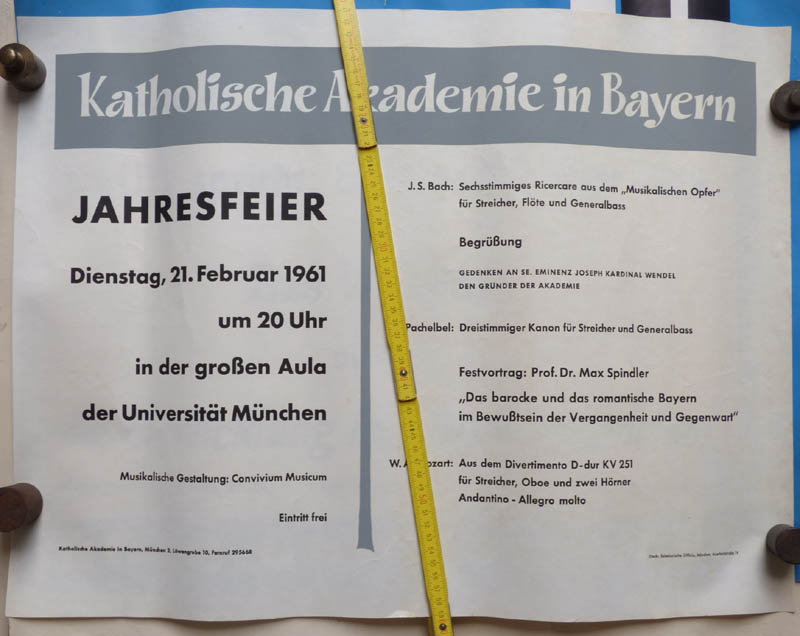 Katholische Akademie in Bayern
JAHRESFEIER
Dienstag, 21. Februar 1961
um 20 Uhr
in der großen Aula
der Universität München
Musikalische Gestaltung: Convivium Musicum
Eintritt frei
Katholische Akademie in Bayern, München 2, Löwengrube 10, Fernruf 295668
J. S. Bach: Sechsstimmiges Ricercare aus dem „Musikalischen Opfer"
für Streicher, Flöte und Generalbass
Begrüßung
GEDENKEN AN SE. EMINENZ JOSEPH KARDINAL WENDEL
DEN GRÜNDER DER AKADEMIE
Pachelbel: Dreistimmiger Kanon für Streicher und Generalbass
Festvortrag: Prof. Dr. Max Spindler
„Das barocke und das romantische Bayern
im Bewußtsein der Vergangenheit und Gegenwart"
W. A. Mozart: Aus dem Divertimento D-dur KV 251
für Streicher, Oboe und zwei Hörner
Andantino - Allegro molto